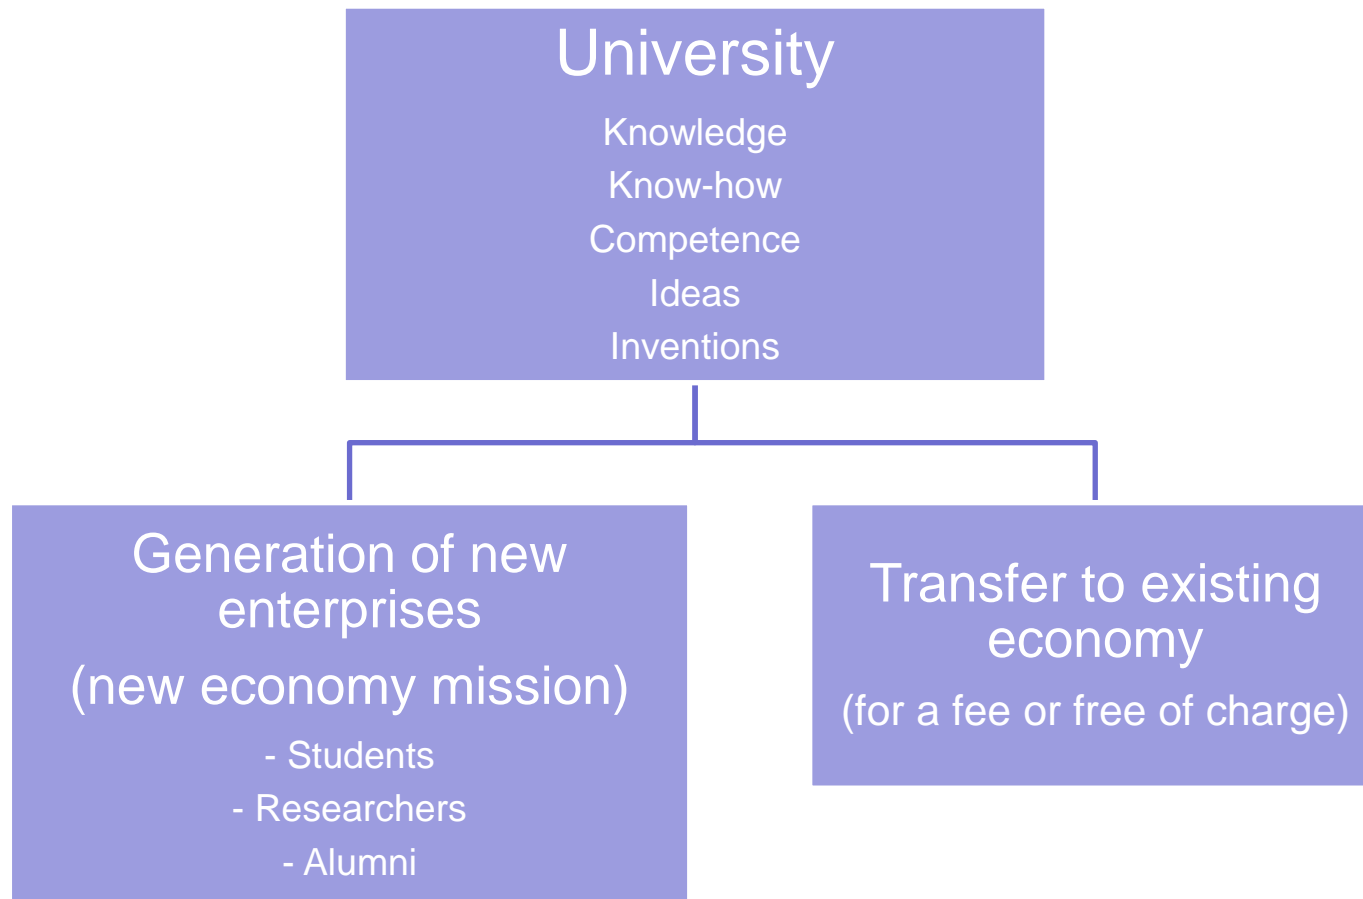 University
Knowledge
Know-how
Competence
Ideas
Inventions
Generation of new
enterprises
(new economy mission)
- Students
- Researchers
- Alumni
Transfer to existing
economy
(for a fee or free of charge)